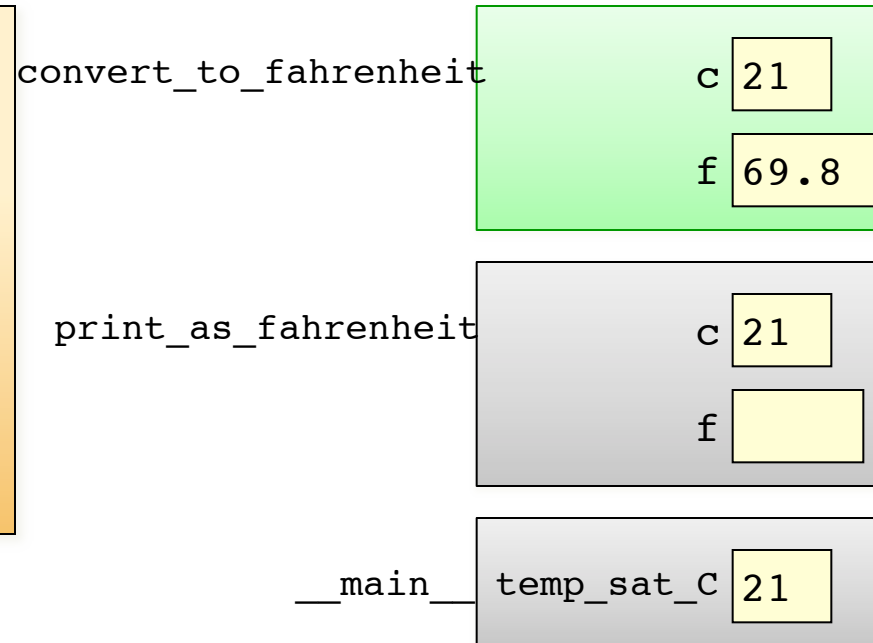 convert_to_fahrenheit c 21
f 69.8
print_as_fahrenheit c 21
f
__main__ temp_sat_C 21